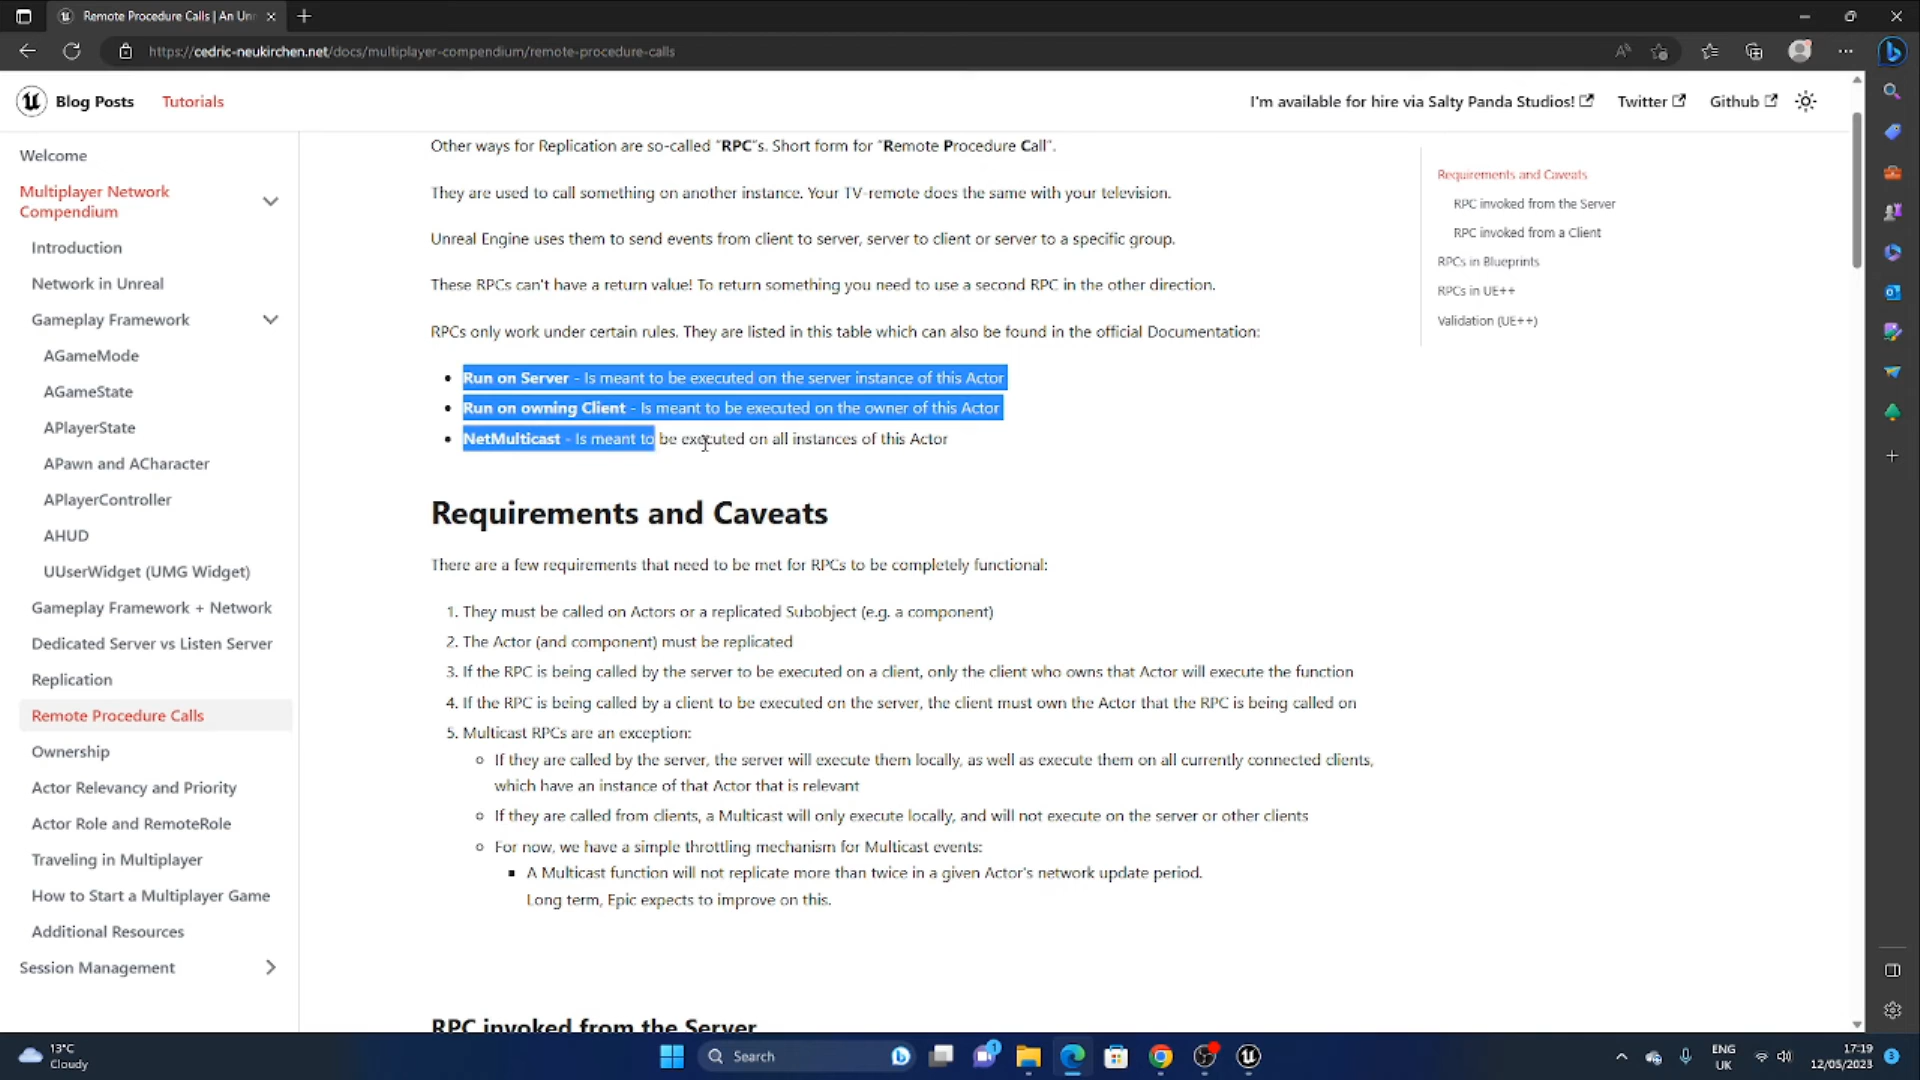 Remote Procedure Calls | An Unr
https://cedric-neukirchen.net/docs/multiplayer-compendium/remote-procedure-calls
Blog Posts
Tutorials
I'm available for hire via Salty Panda Studios!
Twitter
Github
Welcome
Multiplayer Network
Compendium
Introduction
Network in Unreal
Gameplay Framework
AGameMode
AGameState
APlayerState
APawn and ACharacter
APlayerController
AHUD
UUserWidget (UMG Widget)
Gameplay Framework + Network
Dedicated Server vs Listen Server
Replication
Remote Procedure Calls
Ownership
Actor Relevancy and Priority
Actor Role and RemoteRole
Traveling in Multiplayer
How to Start a Multiplayer Game
Additional Resources
Session Management
Other ways for Replication are so-called "RPC"s. Short form for "Remote Procedure Call".
They are used to call something on another instance. Your TV-remote does the same with your television.
Unreal Engine uses them to send events from client to server, server to client or server to a specific group.
These RPCs can't have a return value! To return something you need to use a second RPC in the other direction.
RPCs only work under certain rules. They are listed in this table which can also be found in the official Documentation:
• Run on Server - Is meant to be executed on the server instance of this Actor
• Run on owning Client - Is meant to be executed on the owner of this Actor
• NetMulticast - Is meant to be executed on all instances of this Actor
Requirements and Caveats
There are a few requirements that need to be met for RPCs to be completely functional:
1. They must be called on Actors or a replicated Subobject (e.g. a component)
2. The Actor (and component) must be replicated
3. If the RPC is being called by the server to be executed on a client, only the client who owns that Actor will execute the function
4. If the RPC is being called by a client to be executed on the server, the client must own the Actor that the RPC is being called on
5. Multicast RPCs are an exception:
If they are called by the server, the server will execute them locally, as well as execute them on all currently connected clients,
which have an instance of that Actor that is relevant
If they are called from clients, a Multicast will only execute locally, and will not execute on the server or other clients
For now, we have a simple throttling mechanism for Multicast events:
A Multicast function will not replicate more than twice in a given Actor's network update period.
Long term, Epic expects to improve on this.
RPC invoked from the Server
Requirements and Caveats
RPC invoked from the Server
RPC invoked from a Client
RPCs in Blueprints
RPCs in UE++
Validation (UE++)
13°C
Cloudy
Search
1
ENG
UK
17:19
12/05/2023
3